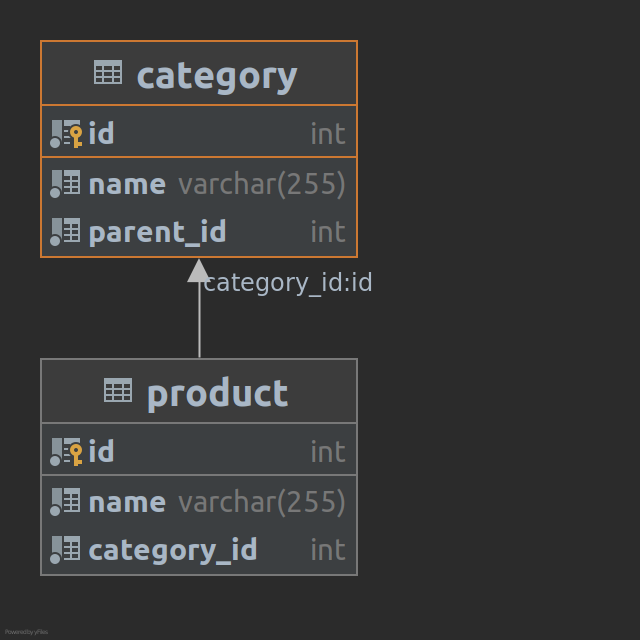 category
id int
name varchar(255)
parent_id int
category_id:id
product
id int
name varchar(255)
category_id int
Powered by yFiles